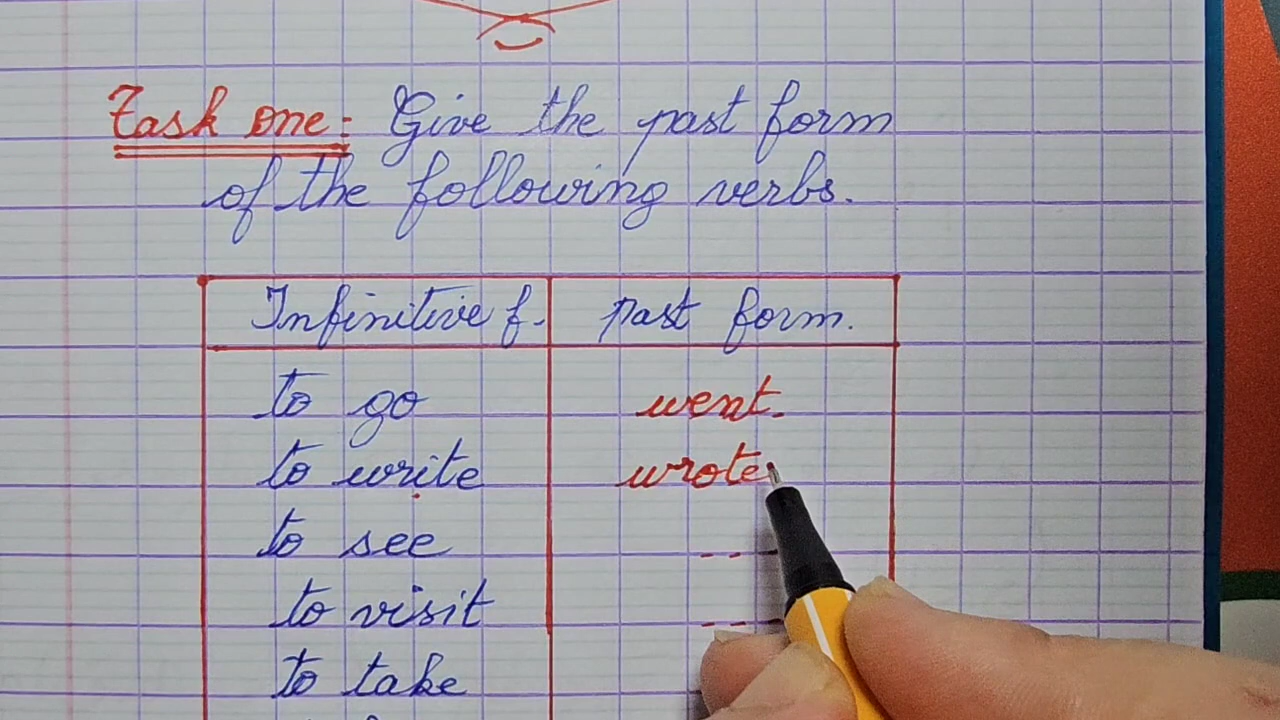 Task one: Give the past form
of the following verbs.
Infinitive f. past form.
to go went.
to write wrote
to see
to visit
to take